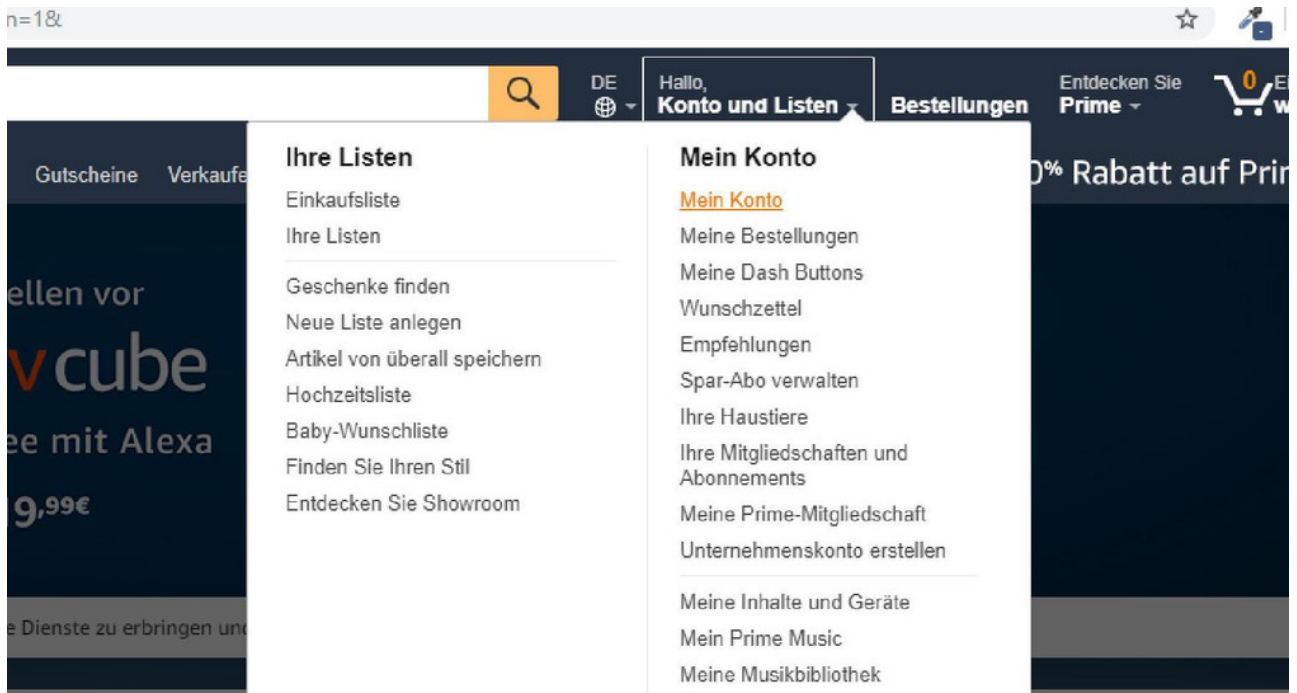 n=1&
DE
Hallo,
Konto und Listen
Bestellungen
Entdecken Sie
Prime
0
Gutscheine Verkaufe
% Rabatt auf Prim
Ihre Listen
Einkaufsliste
Ihre Listen
Geschenke finden
Neue Liste anlegen
Artikel von überall speichern
Hochzeitsliste
Baby-Wunschliste
Finden Sie Ihren Stil
Entdecken Sie Showroom
Mein Konto
Mein Konto
Meine Bestellungen
Meine Dash Buttons
Wunschzettel
Empfehlungen
Spar-Abo verwalten
Ihre Haustiere
Ihre Mitgliedschaften und
Abonnements
Meine Prime-Mitgliedschaft
Unternehmenskonto erstellen
Meine Inhalte und Geräte
Mein Prime Music
Meine Musikbibliothek
ellen vor
v cube
ee mit Alexa
9,99€
e Dienste zu erbringen und